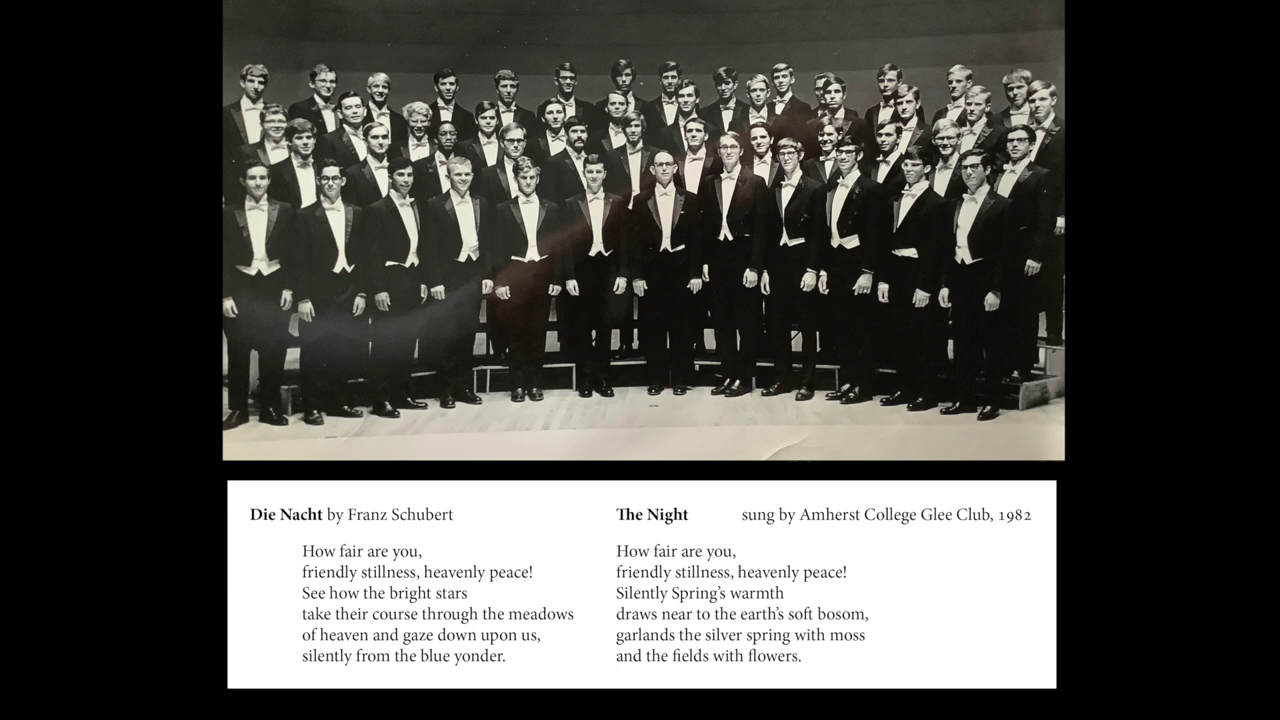 Die Nacht by Franz Schubert
How fair are you,
friendly stillness, heavenly peace!
See how the bright stars
take their course through the meadows
of heaven and gaze down upon us,
silently from the blue yonder.
The Night sung by Amherst College Glee Club, 1982
How fair are you,
friendly stillness, heavenly peace!
Silently Spring’s warmth
draws near to the earth’s soft bosom,
garlands the silver spring with moss
and the fields with flowers.